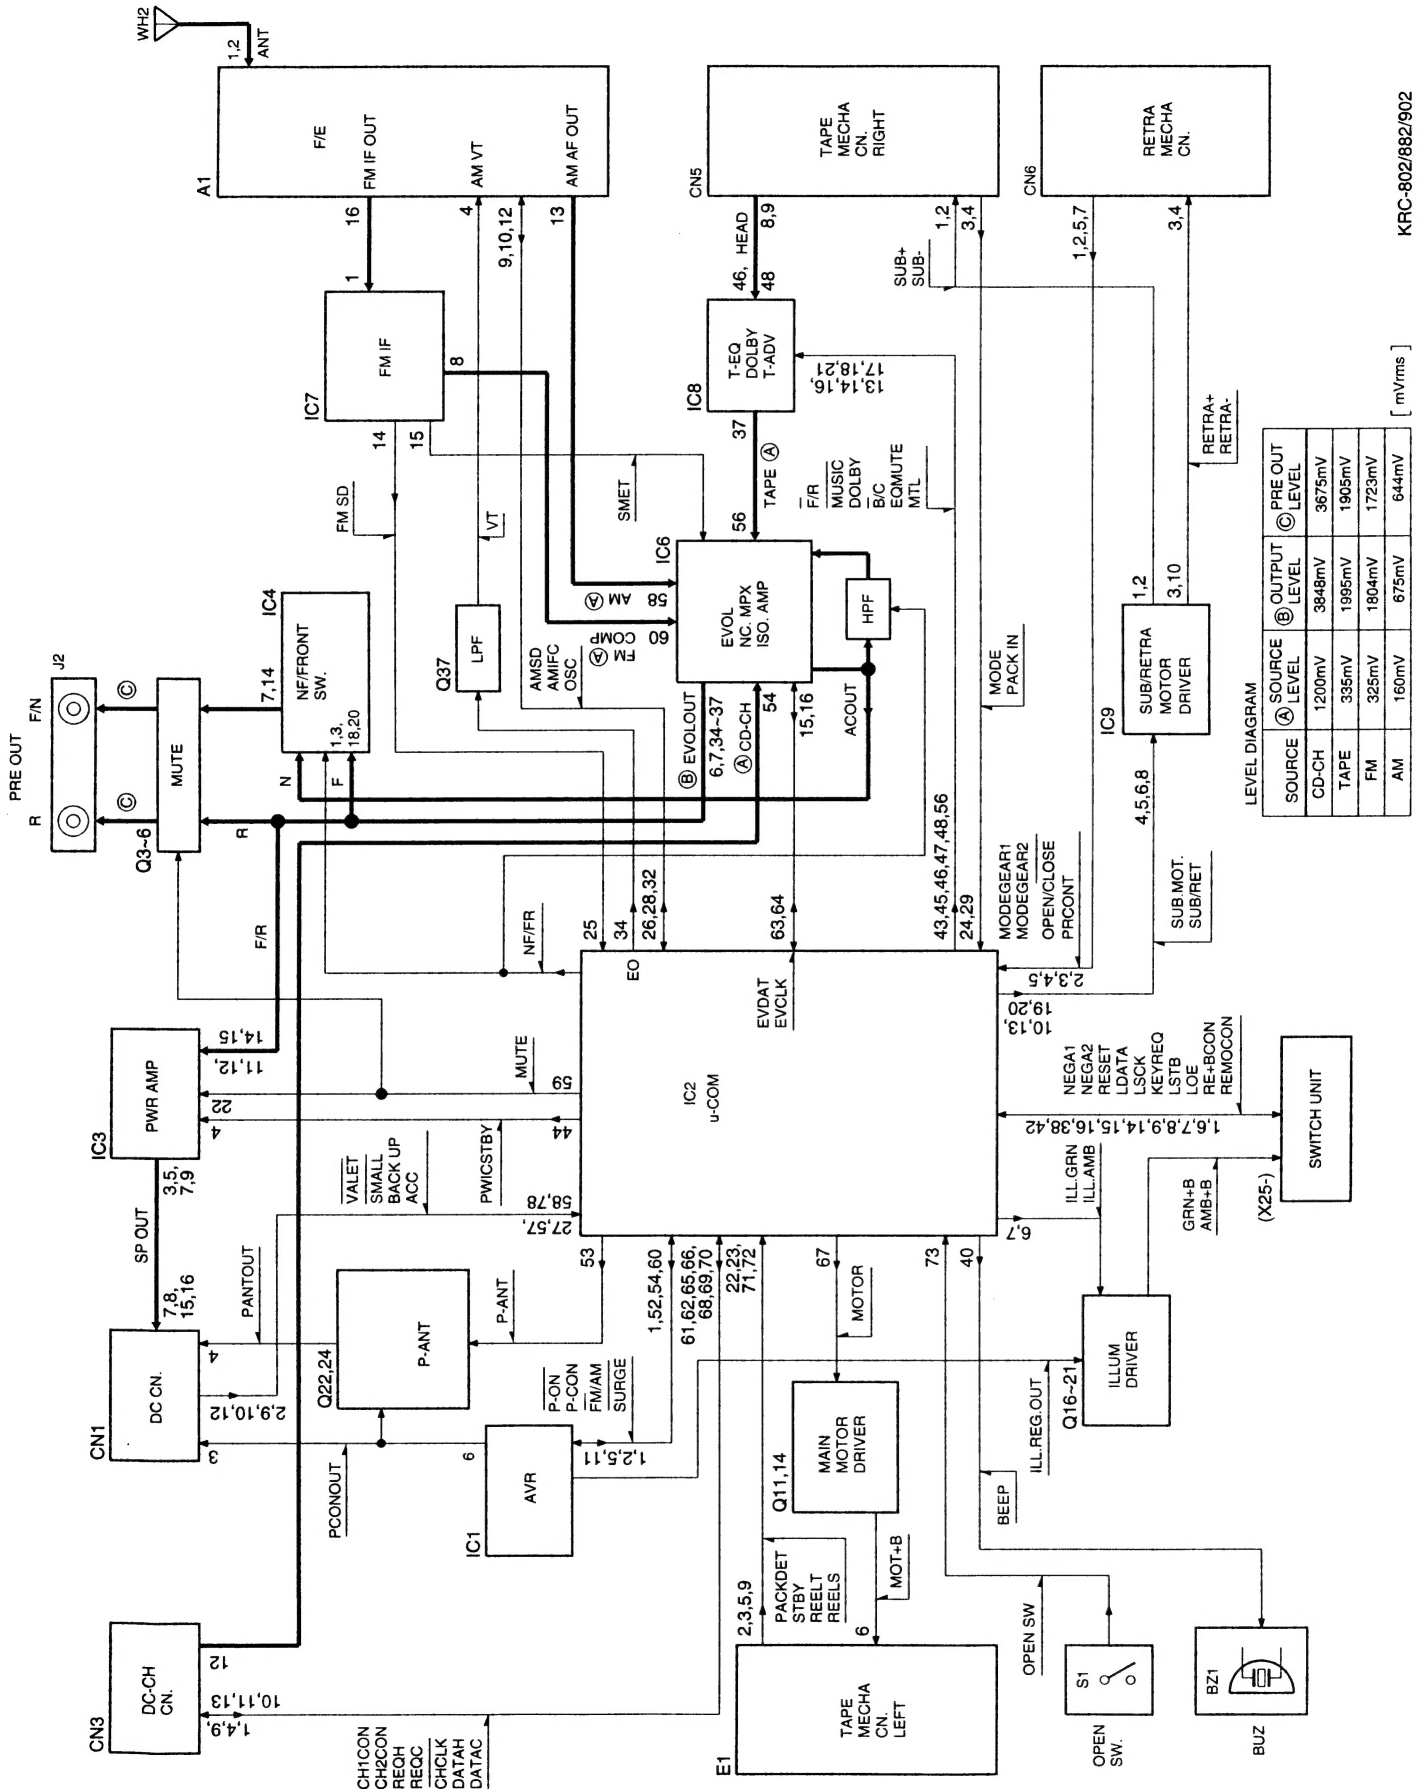 WH2
1,2
ANT
A1
F/E
FM IF OUT
AM VT
AM AF OUT
16
4
9,10,12
13
1
IC7
FM IF
8
14
15
FM SD
SMET
VT
Q37
LPF
AMSD
AMIFC
OSC
CN5
TAPE
MECHA
CN.
RIGHT
8,9
HEAD
46,
48
1,2
3,4
SUB+
SUB-
CN6
RETRA
MECHA
CN.
1,2,5,7
3,4
IC8
T-EQ
DOLBY
T-ADV
13,14,16,
17,18,21
37
TAPE Ⓐ
56
F/R
MUSIC
DOLBY
B/C
EQMUTE
MTL
RETRA+
RETRA-
IC6
EVOL
NC. MPX
ISO. AMP
58 AM Ⓐ
60 COMP
FM Ⓐ
HPF
ACOUT
Ⓑ EVOLOUT
6,7,34~37
Ⓐ CD-CH
54
15,16
MODE
PACK IN
IC9
SUB/RETRA
MOTOR
DRIVER
1,2
3,10
4,5,6,8
SUB.MOT.
SUB/RET
PRE OUT
J2
F/N
R
Ⓒ
Ⓒ
MUTE
Q3~6
IC4
NF/FRONT
SW.
7,14
1,3,
18,20
N
F
R
F/R
IC3
PWR AMP
11,12,
14,15
22
4
3,5,
7,9
SP OUT
MUTE
PWICSTBY
NF/FR
IC2
u-COM
25
34
EO
26,28,32
63,64
EVDAT
EVCLK
43,45,46,47,48,56
24,29
MODEGEAR1
MODEGEAR2
OPEN/CLOSE
PRCONT
2,3,4,5
10,13,
19,20
59
44
27,57,
58,78
53
1,52,54,60
61,62,65,66,
68,69,70
22,23,
71,72
67
73
40
6,7
1,6,7,8,9,14,15,16,38,42
NEGA1
NEGA2
RESET
LDATA
LSCK
KEYREQ
LSTB
LOE
RE+BCON
REMOCON
SWITCH UNIT
(X25-)
ILL.GRN
ILL.AMB
GRN+B
AMB+B
ILLUM
DRIVER
Q16~21
ILL.REG.OUT
VALET
SMALL
BACK UP
ACC
CN1
DC CN.
7,8,
15,16
4
2,9,10,12
3
PANTOUT
Q22,24
P-ANT
P-ANT
PCONOUT
IC1
AVR
6
1,2,5,11
P-ON
P-CON
FM/AM
SURGE
MOTOR
Q11,14
MAIN
MOTOR
DRIVER
MOT+B
BEEP
CN3
DC-CH
CN.
12
1,4,9,
10,11,13
CH1CON
CH2CON
REQH
REQC
CHCLK
DATAH
DATAC
E1
TAPE
MECHA
CN.
LEFT
2,3,5,9
6
PACKDET
STBY
REELT
REELS
OPEN SW
S1
OPEN
SW.
BZ1
BUZ
LEVEL DIAGRAM
SOURCE Ⓐ SOURCE LEVEL Ⓑ OUTPUT LEVEL Ⓒ PRE OUT LEVEL
CD-CH 1200mV 3848mV 3675mV
TAPE 335mV 1995mV 1905mV
FM 325mV 1804mV 1723mV
AM 160mV 675mV 644mV
[ mVrms ]
KRC-802/882/902